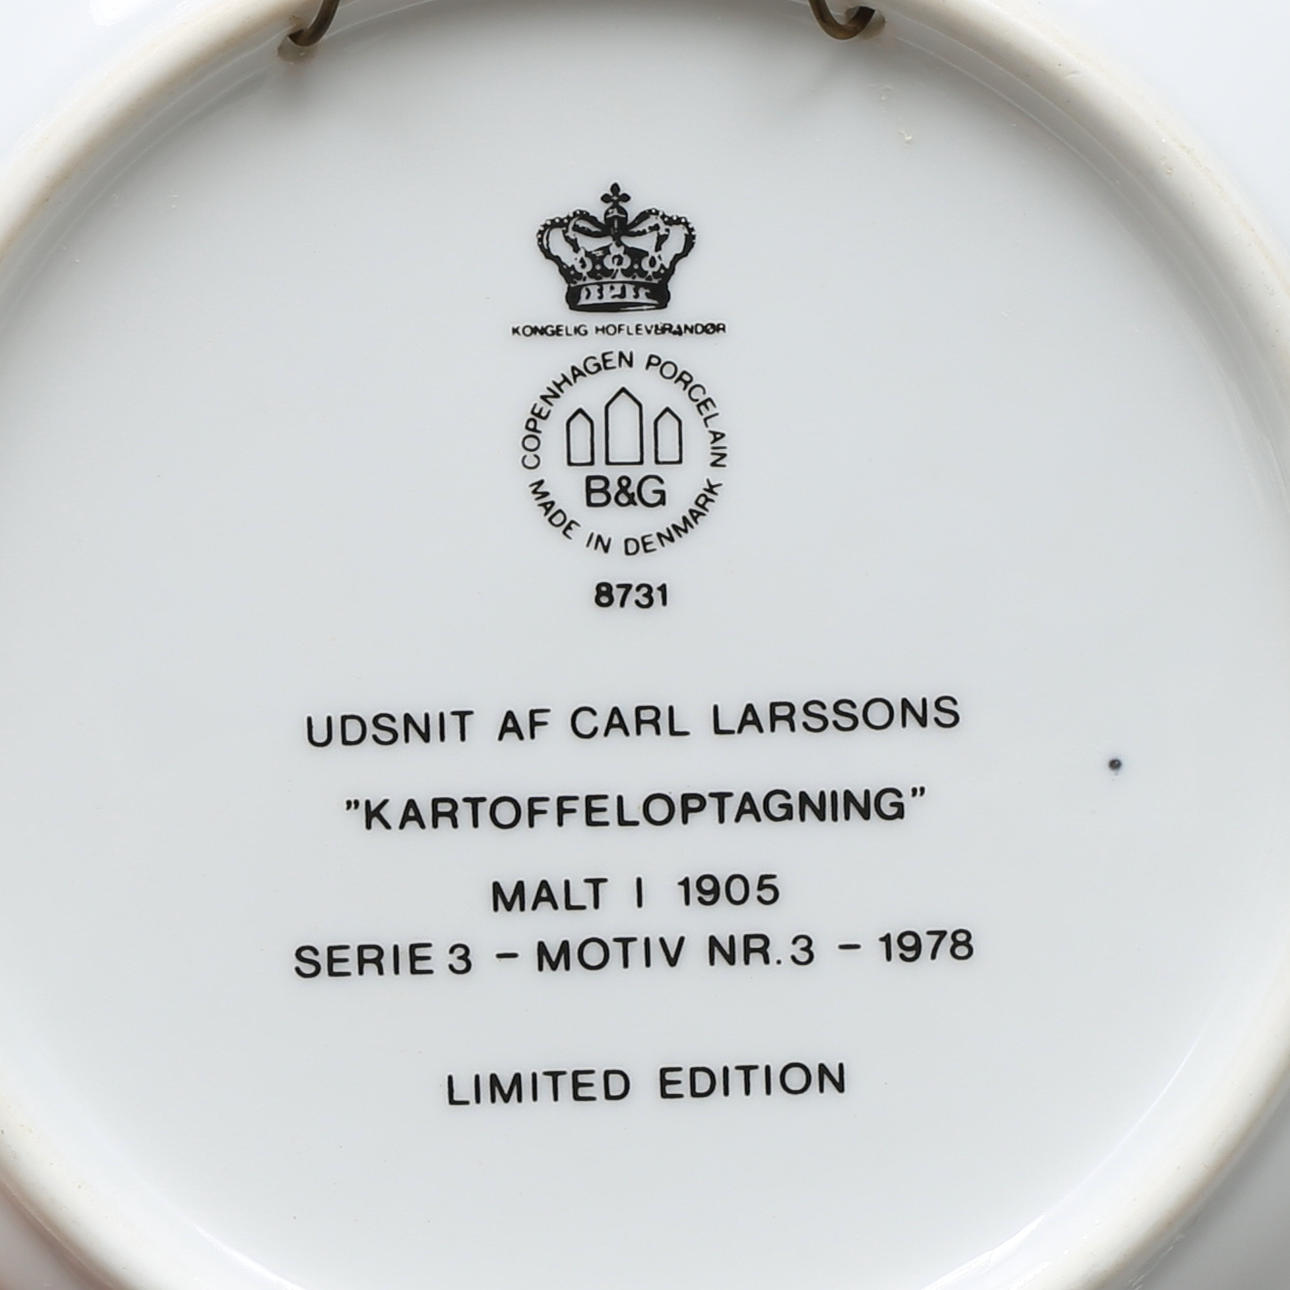 KONGELIG HOFLEVERANDØR
COPENHAGEN PORCELAIN
B&G
MADE IN DENMARK
8731
UDSNIT AF CARL LARSSONS
"KARTOFFELOPTAGNING"
MALT I 1905
SERIE 3 - MOTIV NR. 3 - 1978
LIMITED EDITION